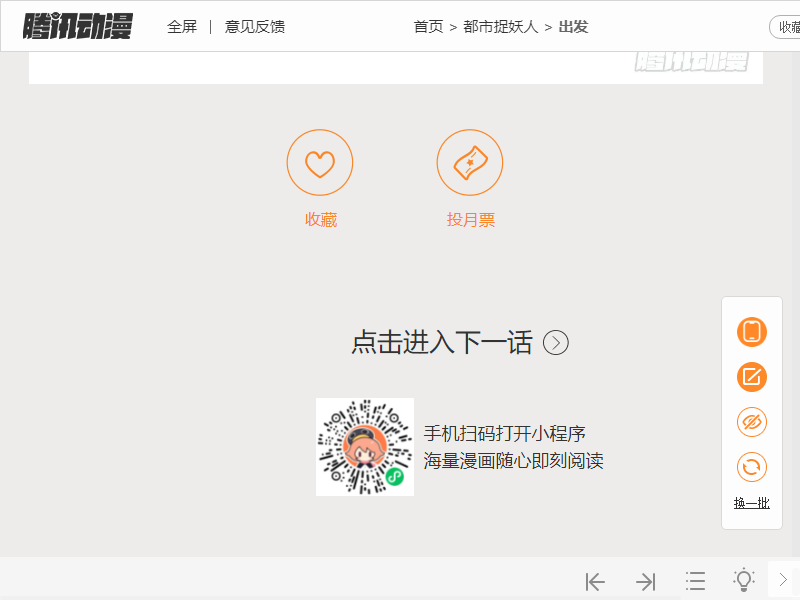 腾讯动漫
全屏 | 意见反馈
首页 > 都市捉妖人 > 出发
收藏
腾讯动漫
收藏
投月票
点击进入下一话
手机扫码打开小程序
海量漫画随心即刻阅读
换一批